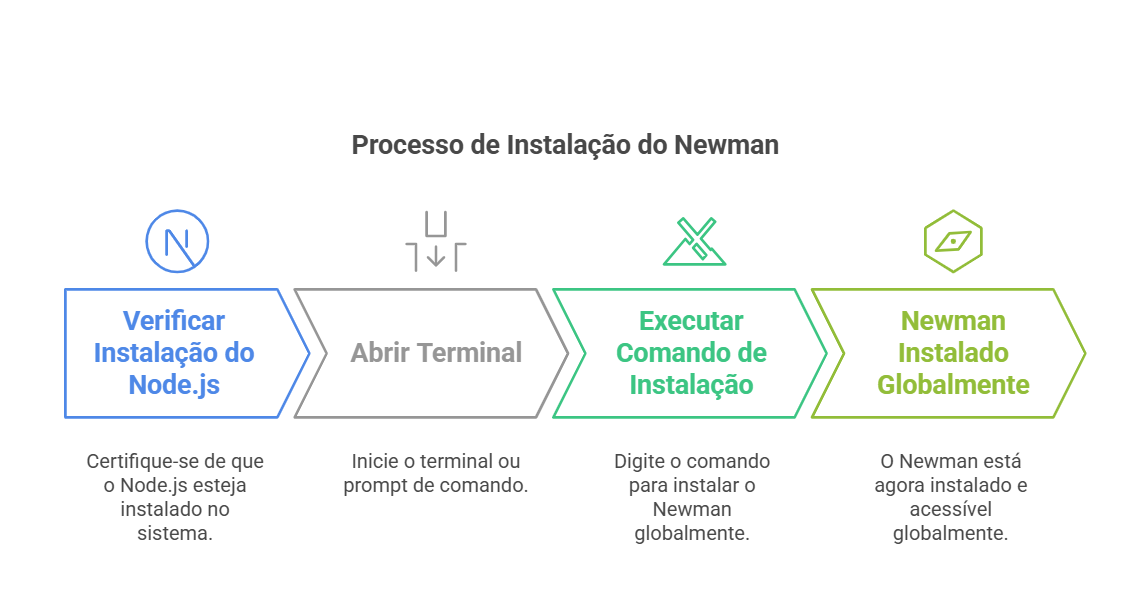 Processo de Instalação do Newman
Verificar
Instalação do
Node.js
Abrir Terminal
Executar
Comando de
Instalação
Newman
Instalado
Globalmente
Certifique-se de que
o Node.js esteja
instalado no
sistema.
Inicie o terminal ou
prompt de comando.
Digite o comando
para instalar o
Newman
globalmente.
O Newman está
agora instalado e
acessível
globalmente.